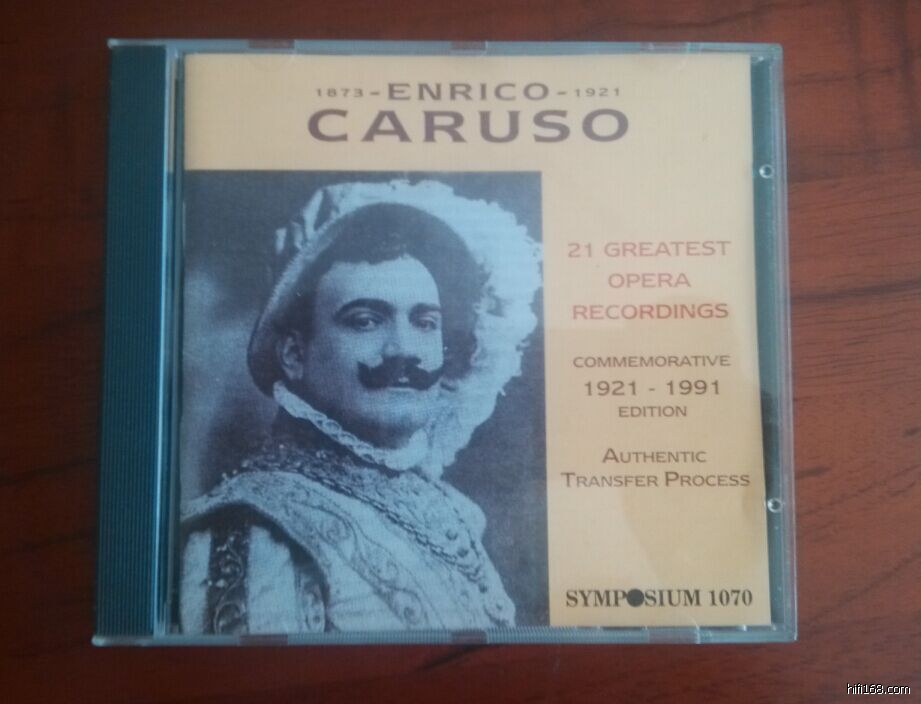 1873 - ENRICO - 1921
CARUSO
21 GREATEST
OPERA
RECORDINGS
COMMEMORATIVE
1921 - 1991
EDITION
AUTHENTIC
TRANSFER PROCESS
SYMPOSIUM 1070
hifi168.com